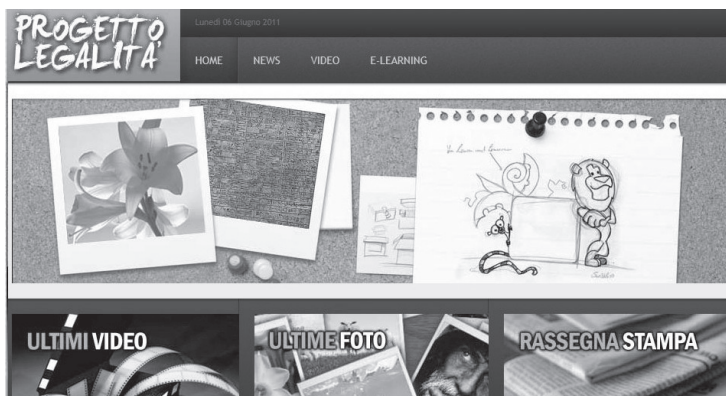 PROGETTO
LEGALITA'
Lunedì 06 Giugno 2011
HOME NEWS VIDEO E-LEARNING
ULTIMI VIDEO
ULTIME FOTO
RASSEGNA STAMPA